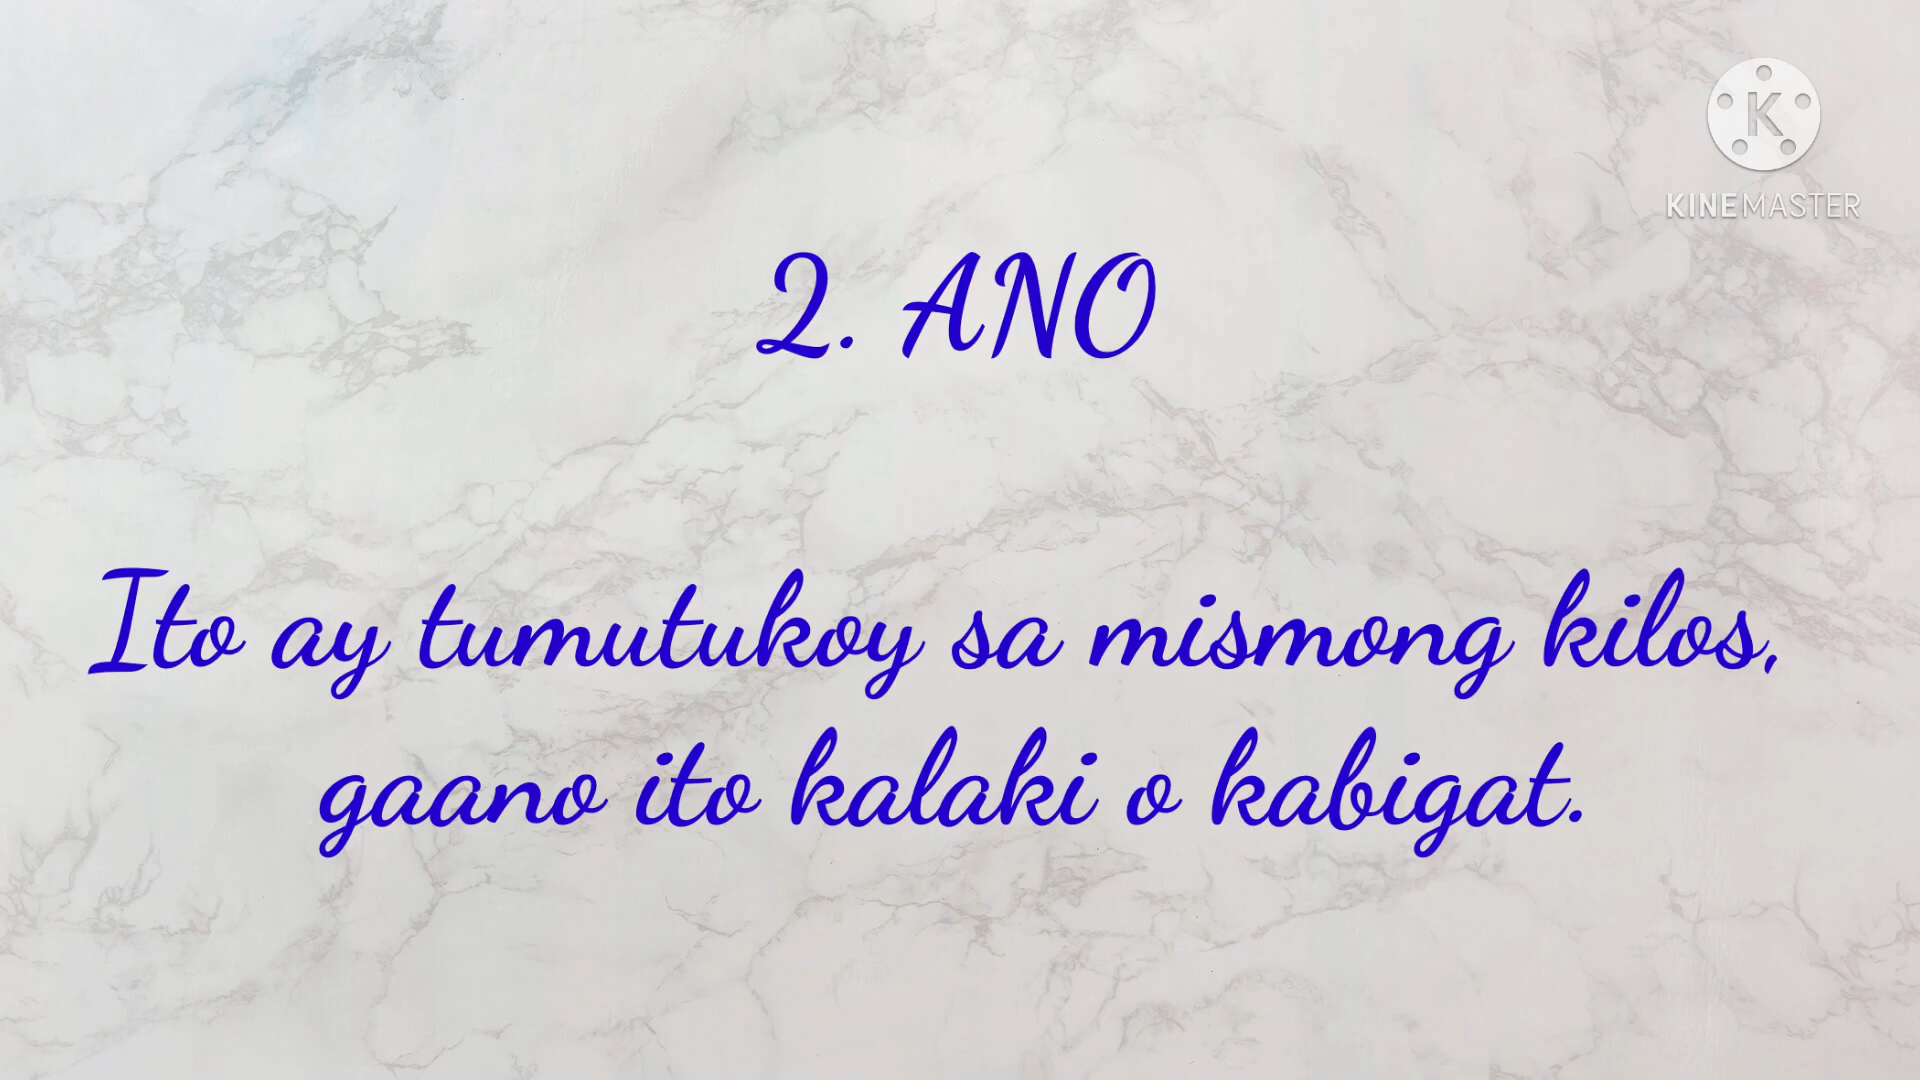 K
KINEMASTER
2. ANO
Ito ay tumutukoy sa mismong kilos,
gaano ito kalaki o kabigat.